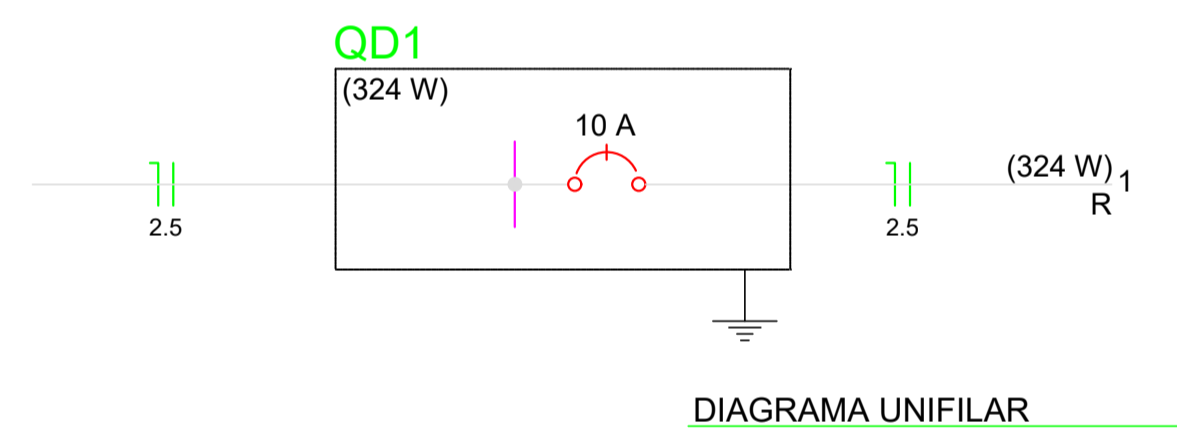 QD1
(324 W)
10 A
2.5
2.5
(324 W) 1
R
DIAGRAMA UNIFILAR